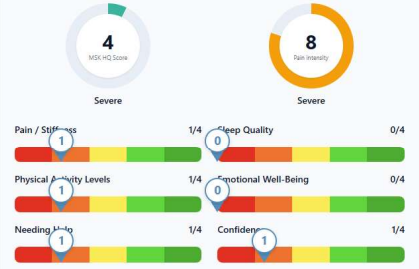 4
MSK HQ Score
8
Pain intensity
Severe
Severe
Pain / Stiffness
1/4
1
Sleep Quality
0/4
0
Physical Activity Levels
1/4
1
Emotional Well-Being
0/4
0
Needing Help
1/4
1
Confidence
1/4
1